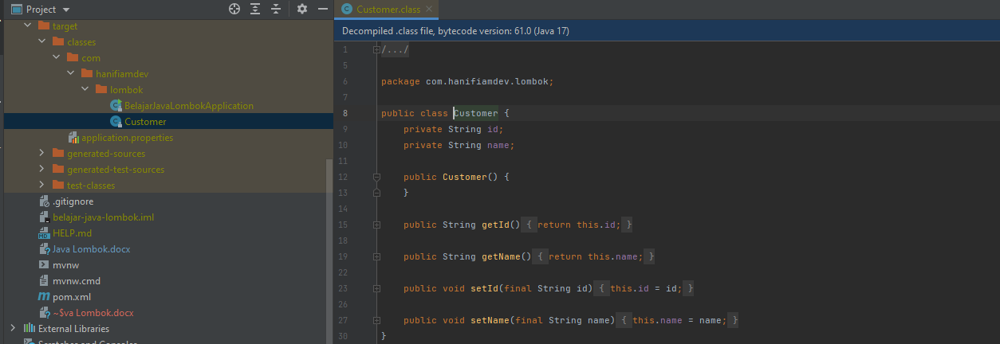 Project
target
classes
com
hanifiamdev
lombok
BelajarJavaLombokApplication
Customer
application.properties
generated-sources
generated-test-sources
test-classes
.gitignore
belajar-java-lombok.iml
HELP.md
Java Lombok.docx
mvnw
mvnw.cmd
pom.xml
~$va Lombok.docx
External Libraries
Scratches and Consoles
Customer.class
Decompiled .class file, bytecode version: 61.0 (Java 17)
1 /.../
5
6 package com.hanifiamdev.lombok;
8 public class Customer {
9 private String id;
10 private String name;
11
12 public Customer() {
13 }
14
15 public String getId() { return this.id; }
18
19 public String getName() { return this.name; }
22
23 public void setId(final String id) { this.id = id; }
26
27 public void setName(final String name) { this.name = name; }
30 }